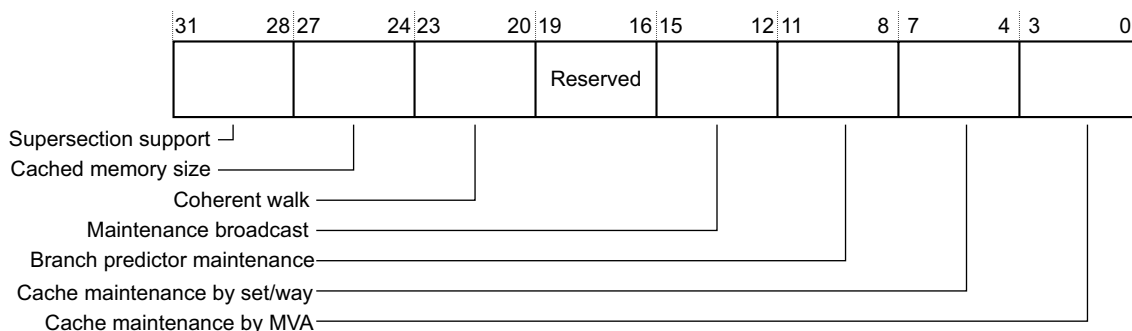 31 28 27 24 23 20 19 16 15 12 11 8 7 4 3 0
Reserved
Supersection support
Cached memory size
Coherent walk
Maintenance broadcast
Branch predictor maintenance
Cache maintenance by set/way
Cache maintenance by MVA